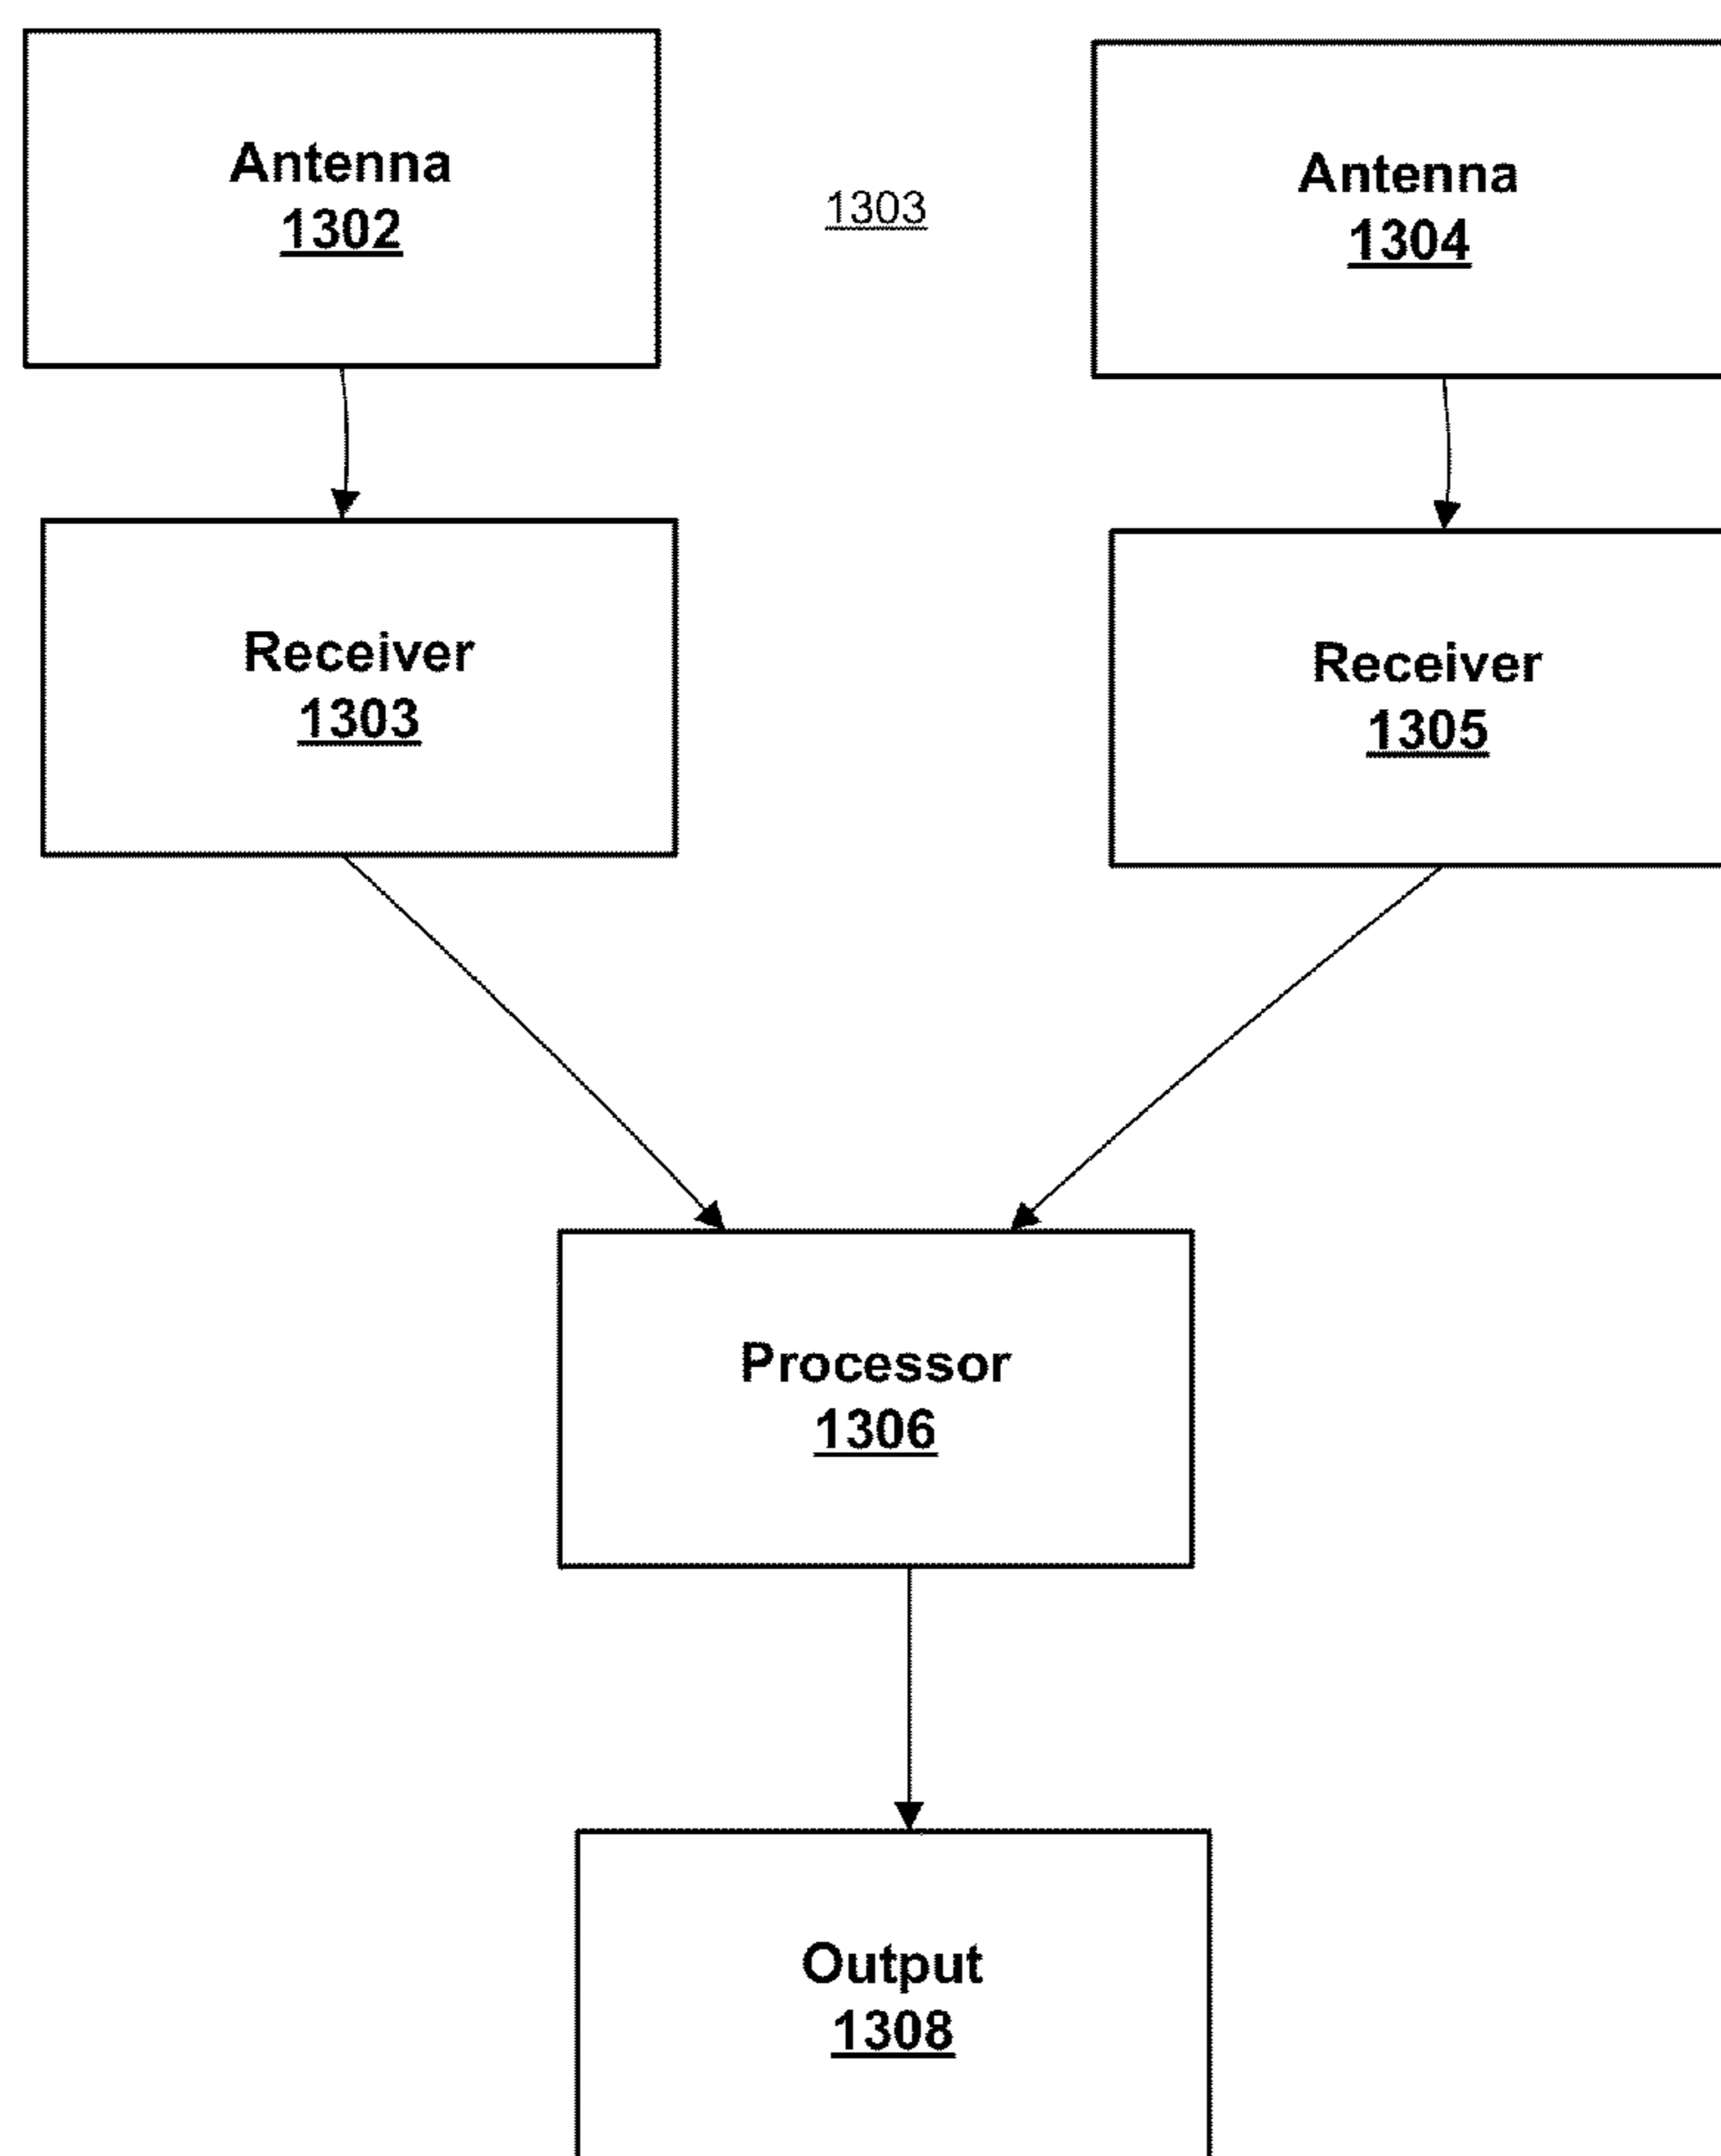 Antenna
1302
1303
Antenna
1304
Receiver
1303
Receiver
1305
Processor
1306
Output
1308